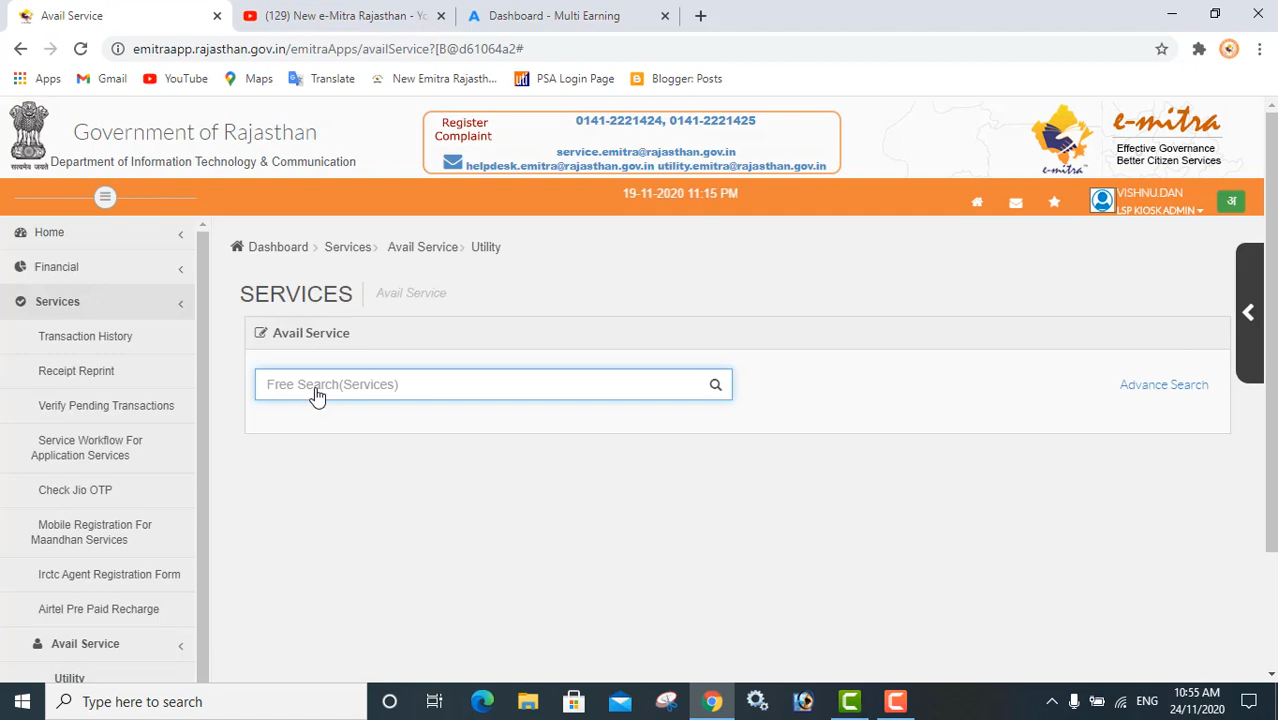 Avail Service
(129) New e-Mitra Rajasthan - Yo
Dashboard - Multi Earning
emitraapp.rajasthan.gov.in/emitraApps/availService?[B@d61064a2#
Apps
Gmail
YouTube
Maps
Translate
New Emitra Rajasth...
PSA Login Page
Blogger: Posts
Government of Rajasthan
Department of Information Technology & Communication
Register
Complaint
0141-2221424, 0141-2221425
service.emitra@rajasthan.gov.in
helpdesk.emitra@rajasthan.gov.in utility.emitra@rajasthan.gov.in
e-mitra
e-mitra
Effective Governance
Better Citizen Services
19-11-2020 11:15 PM
VISHNU.DAN
LSP KIOSK ADMIN
अ
Home
Financial
Services
Transaction History
Receipt Reprint
Verify Pending Transactions
Service Workflow For
Application Services
Check Jio OTP
Mobile Registration For
Maandhan Services
Irctc Agent Registration Form
Airtel Pre Paid Recharge
Avail Service
Utility
Dashboard > Services > Avail Service > Utility
SERVICES
Avail Service
Avail Service
Free Search(Services)
Advance Search
Type here to search
ENG
10:55 AM
24/11/2020